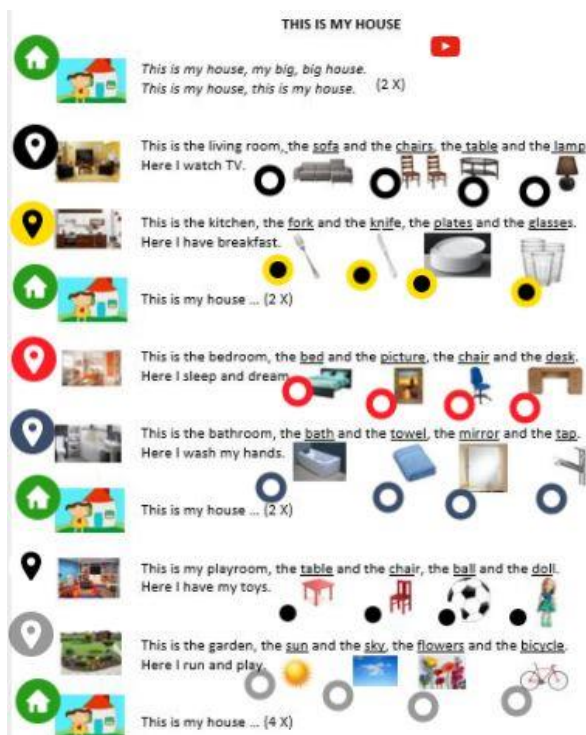 THIS IS MY HOUSE
This is my house, my big, big house.
This is my house, this is my house. (2 X)
This is the living room, the sofa and the chairs, the table and the lamp
Here I watch TV.
This is the kitchen, the fork and the knife, the plates and the glasses.
Here I have breakfast.
This is my house ... (2 X)
This is the bedroom, the bed and the picture, the chair and the desk.
Here I sleep and dream
This is the bathroom, the bath and the towel, the mirror and the tap.
Here I wash my hands.
This is my house ... (2 X)
This is my playroom, the table and the chair, the ball and the doll.
Here I have my toys.
This is the garden, the sun and the sky, the flowers and the bicycle.
Here I run and play.
This is my house ... (4 X)